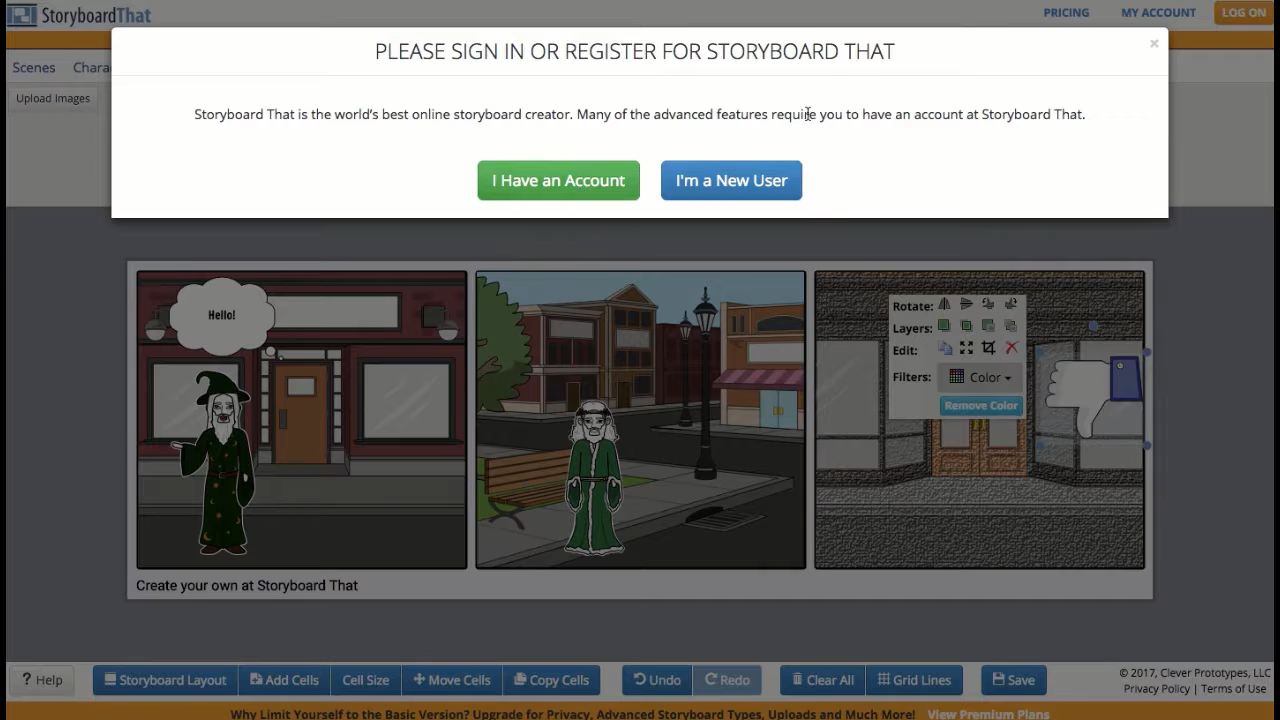 StoryboardThat
PRICING MY ACCOUNT LOG ON
PLEASE SIGN IN OR REGISTER FOR STORYBOARD THAT
×
Scenes Chara
Upload Images
Storyboard That is the world's best online storyboard creator. Many of the advanced features require you to have an account at Storyboard That.
I Have an Account I'm a New User
Hello!
Rotate:
Layers:
Edit:
Filters: Color
Remove Color
Create your own at Storyboard That
? Help Storyboard Layout Add Cells Cell Size Move Cells Copy Cells Undo Redo Clear All Grid Lines Save
© 2017, Clever Prototypes, LLC
Privacy Policy | Terms of Use
Why Limit Yourself to the Basic Version? Upgrade for Privacy, Advanced Storyboard Types, Uploads and Much More! View Premium Plans